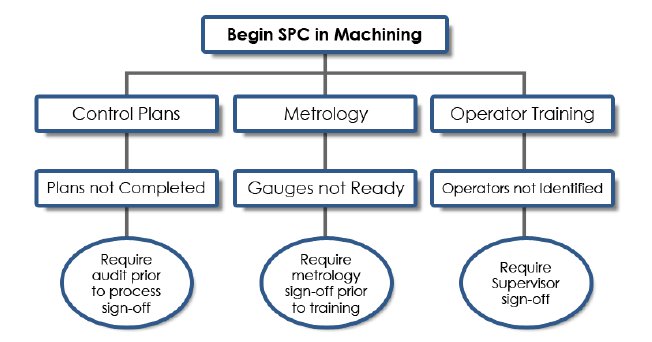 Begin SPC in Machining
Control Plans
Metrology
Operator Training
Plans not Completed
Gauges not Ready
Operators not Identified
Require
audit prior
to process
sign-off
Require
metrology
sign-off prior
to training
Require
Supervisor
sign-off